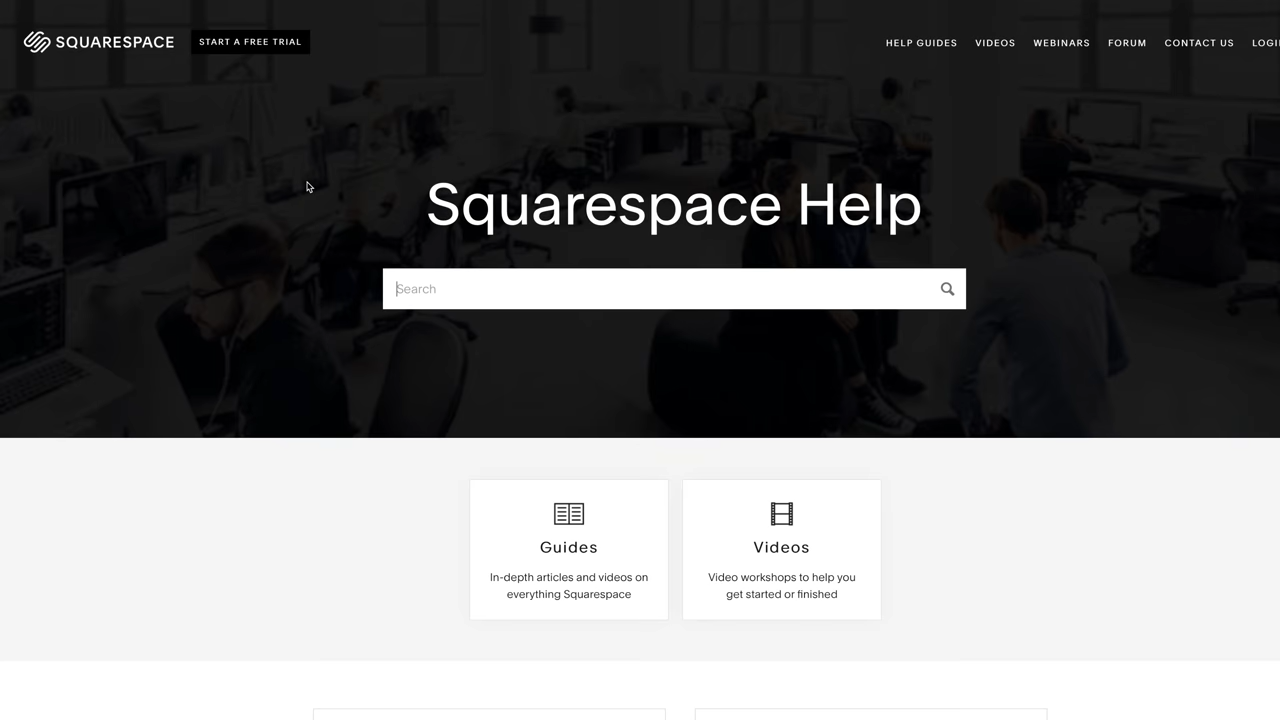 SQUARESPACE
START A FREE TRIAL
HELP GUIDES
VIDEOS
WEBINARS
FORUM
CONTACT US
LOGI
Squarespace Help
Search
Guides
In-depth articles and videos on
everything Squarespace
Videos
Video workshops to help you
get started or finished